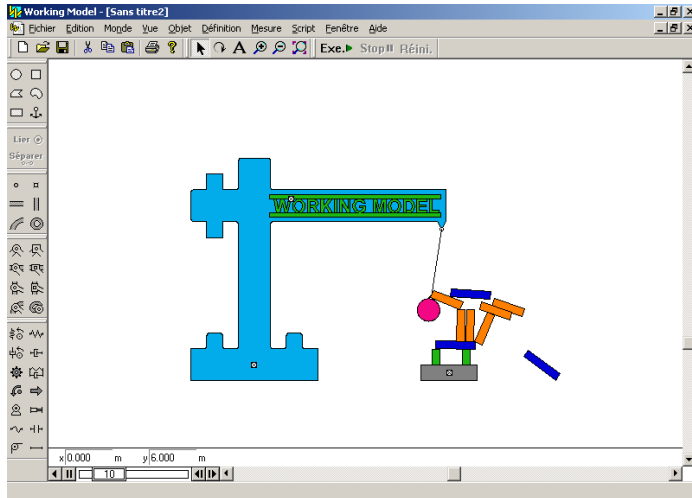 Working Model - [Sans titre2]
Fichier Edition Monde Vue Objet Définition Mesure Script Fenêtre Aide
A Exe. Stop Réini.
Lier
Séparer
WORKING MODEL
x 0.000 m y 6.000 m
10